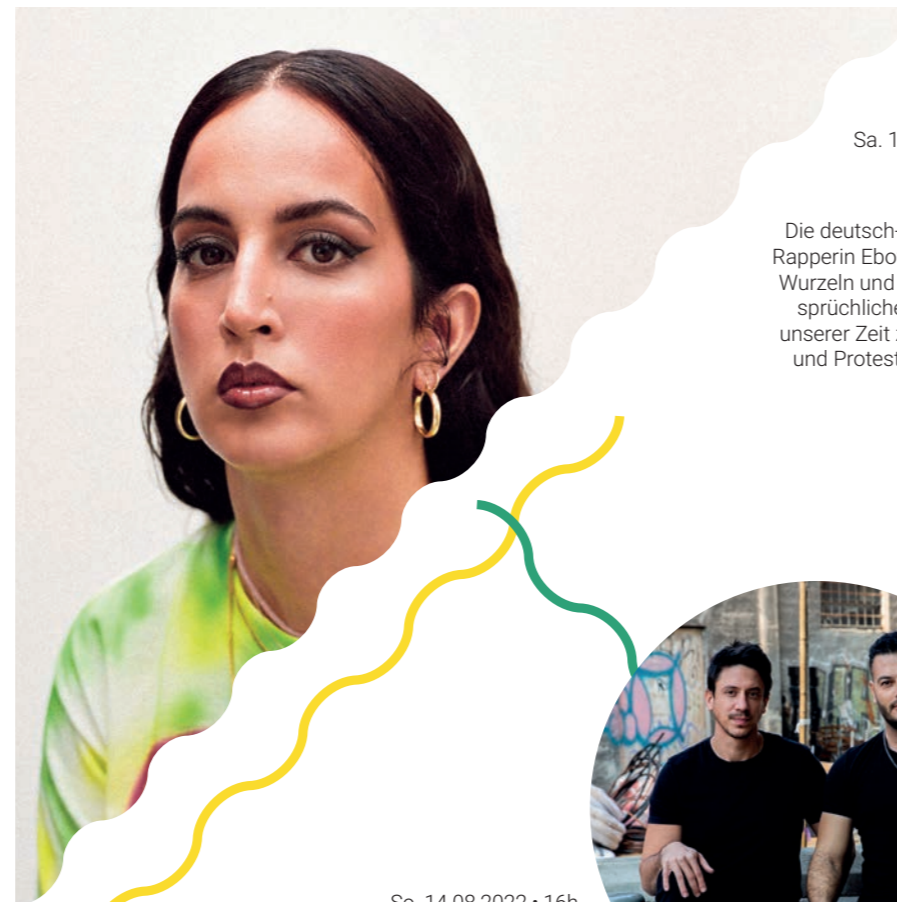 Sa. 1
Die deutsch-
Rapperin Ebo
Wurzeln und
sprüchliche
unserer Zeit
und Protest
So. 14.08.2022 • 16h